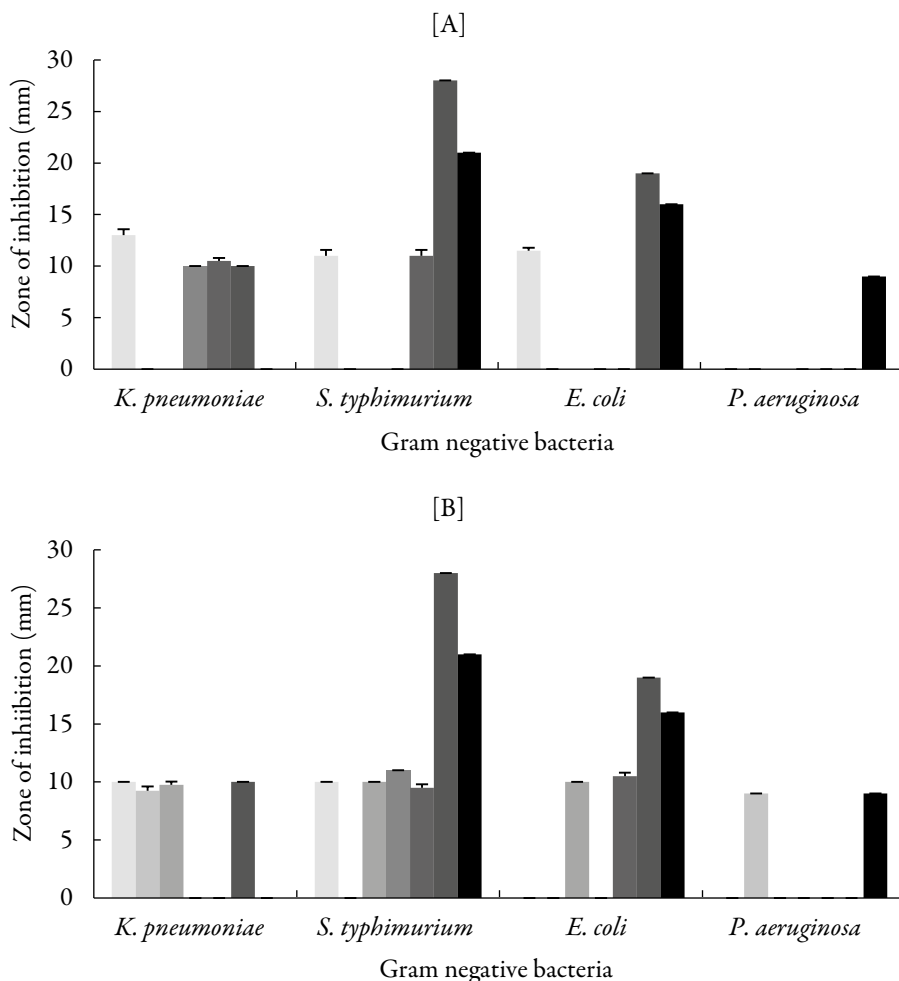 [A]
Zone of inhibition (mm)
30
25
20
15
10
5
0
K. pneumoniae S. typhimurium E. coli P. aeruginosa
Gram negative bacteria
[B]
Zone of inhiibition (mm)
30
25
20
15
10
5
0
K. pneumoniae S. typhimurium E. coli P. aeruginosa
Gram negative bacteria